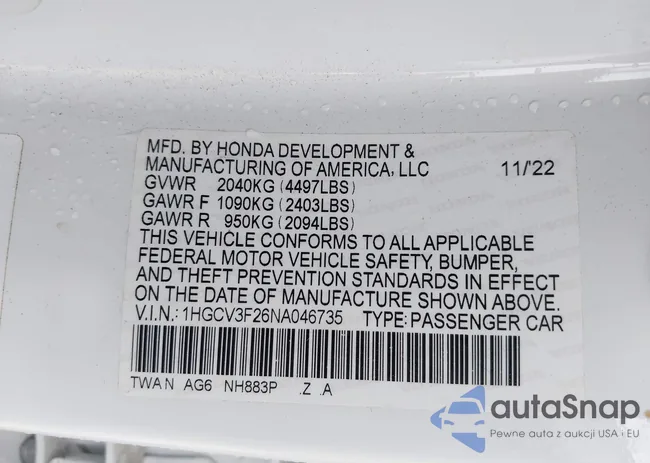 MFD. BY HONDA DEVELOPMENT &
MANUFACTURING OF AMERICA, LLC 11/'22
GVWR 2040KG (4497LBS)
GAWR F 1090KG (2403LBS)
GAWR R 950KG (2094LBS)
THIS VEHICLE CONFORMS TO ALL APPLICABLE
FEDERAL MOTOR VEHICLE SAFETY, BUMPER,
AND THEFT PREVENTION STANDARDS IN EFFECT
ON THE DATE OF MANUFACTURE SHOWN ABOVE.
V.I.N.: 1HGCV3F26NA046735 TYPE: PASSENGER CAR
TWAN AG6 NH883P .Z .A
autaSnap
Pewne auta z aukcji USA i EU